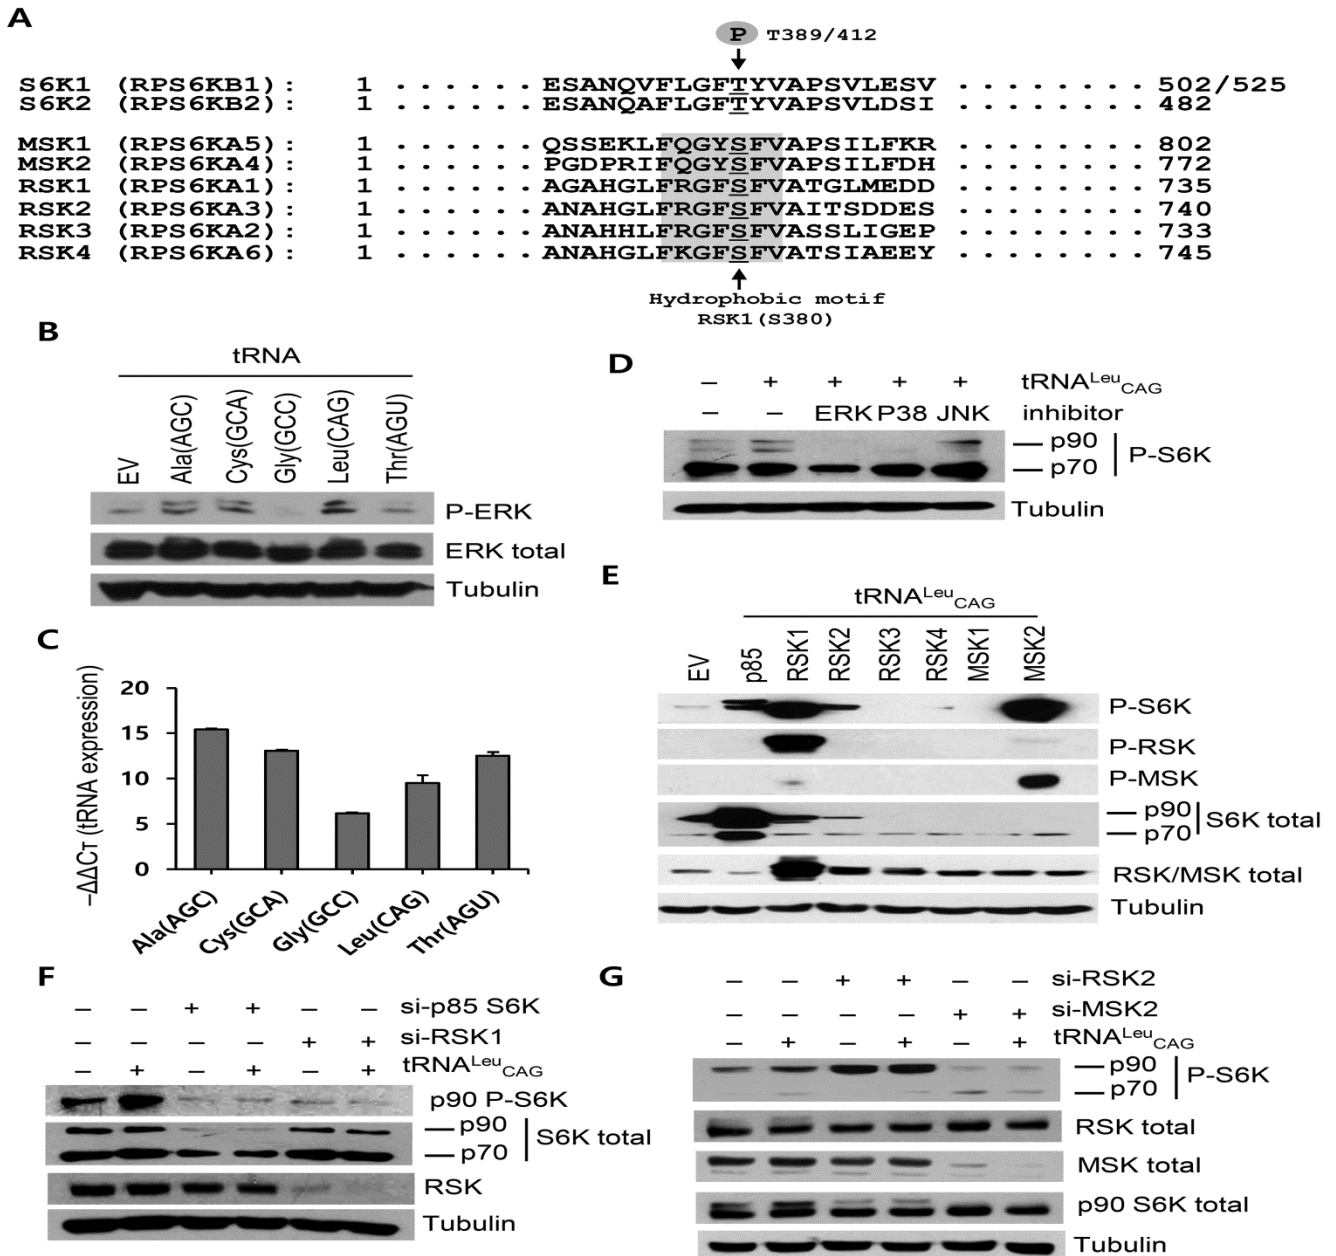 A
P T389/412
S6K1 (RPS6KB1): 1 . . . . . . ESANQVFLGFTYVAPSVLESV . . . . . . . . 502/525
S6K2 (RPS6KB2): 1 . . . . . . ESANQAFLGFTYVAPSVLDSI . . . . . . . . 482
MSK1 (RPS6KA5): 1 . . . . . . QSSEKLFQGYSFVAPSILFKR . . . . . . . . 802
MSK2 (RPS6KA4): 1 . . . . . . PGDPRIFQGYSFVAPSILFDH . . . . . . . . 772
RSK1 (RPS6KA1): 1 . . . . . . AGAHGLFRGFSFVATGLMEDD . . . . . . . . 735
RSK2 (RPS6KA3): 1 . . . . . . ANAHGLFRGFSFVAITSDDES . . . . . . . . 740
RSK3 (RPS6KA2): 1 . . . . . . ANAHHLFRGFSFVASSLIGEP . . . . . . . . 733
RSK4 (RPS6KA6): 1 . . . . . . ANAHGLFKGFSFVATSIAEEY . . . . . . . . 745
Hydrophobic motif
RSK1(S380)
B
tRNA
EV Ala(AGC) Cys(GCA) Gly(GCC) Leu(CAG) Thr(AGU)
P-ERK
ERK total
Tubulin
C
−ΔΔCT (tRNA expression)
20
15
10
5
0
Ala(AGC) Cys(GCA) Gly(GCC) Leu(CAG) Thr(AGU)
D
– + + + + tRNALeuCAG
– – ERK P38 JNK inhibitor
p90
p70
P-S6K
Tubulin
E
tRNALeuCAG
EV p85 RSK1 RSK2 RSK3 RSK4 MSK1 MSK2
P-S6K
P-RSK
P-MSK
p90
p70
S6K total
RSK/MSK total
Tubulin
F
– – + + – – si-p85 S6K
– – – – + + si-RSK1
– + – + – + tRNALeuCAG
p90 P-S6K
p90
p70
S6K total
RSK
Tubulin
G
– – + + – – si-RSK2
– – – – + + si-MSK2
– + – + – + tRNALeuCAG
p90
p70
P-S6K
RSK total
MSK total
p90 S6K total
Tubulin